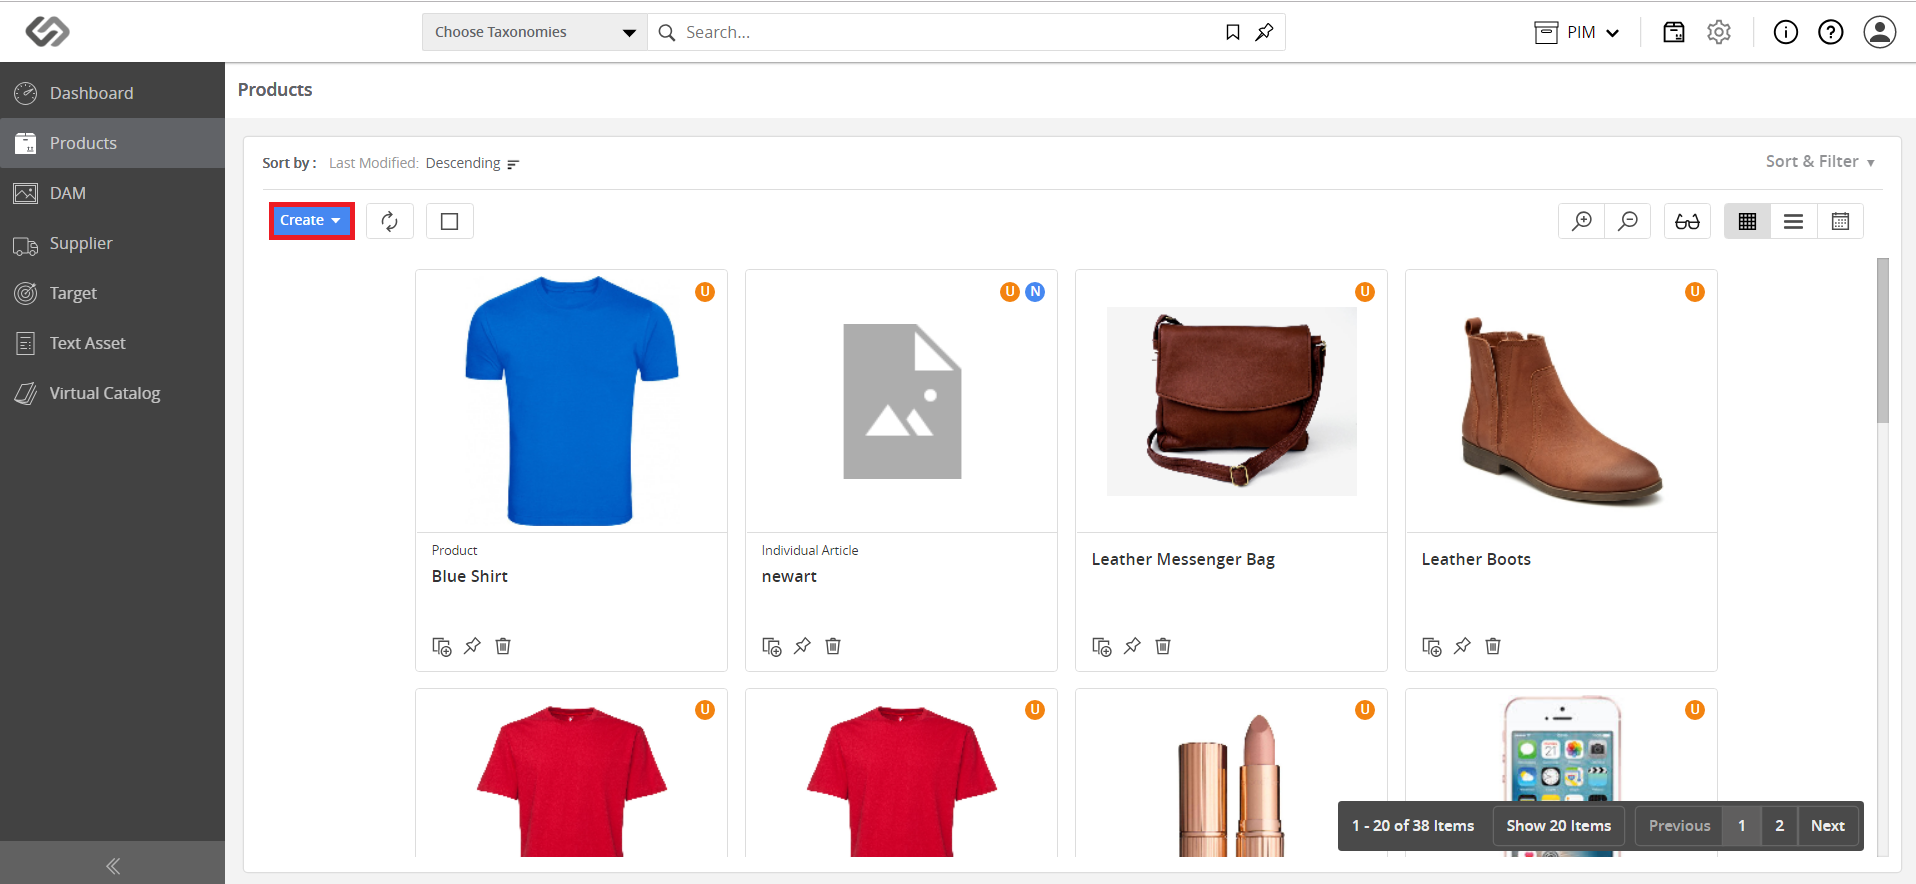 Choose Taxonomies
Search...
PIM
Dashboard
Products
DAM
Supplier
Target
Text Asset
Virtual Catalog
Products
Sort by : Last Modified: Descending
Sort & Filter
Create
U
U N
U
U
Product
Blue Shirt
Individual Article
newart
Leather Messenger Bag
Leather Boots
U
U
U
U
1 - 20 of 38 Items
Show 20 Items
Previous 1 2 Next